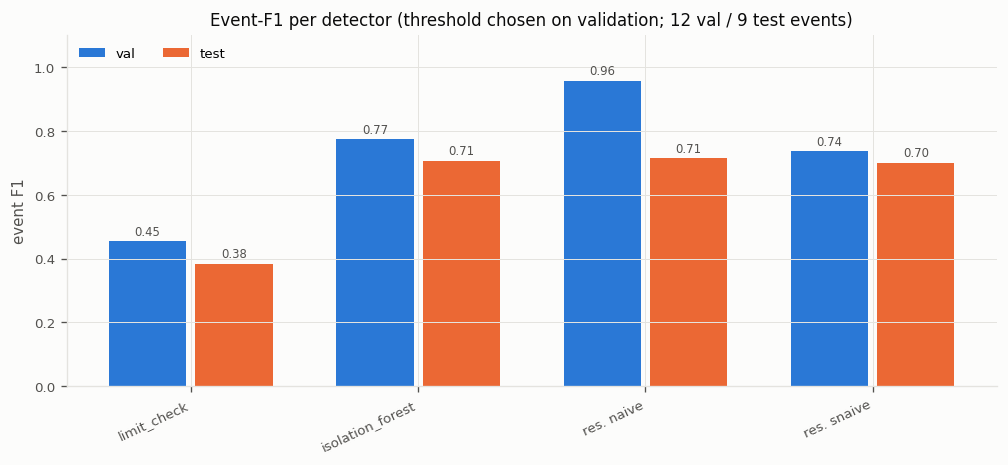 Event-F1 per detector (threshold chosen on validation; 12 val / 9 test events)
val test
event F1
1.0
0.8
0.6
0.4
0.2
0.0
0.45 0.38 0.77 0.71 0.96 0.71 0.74 0.70
limit_check isolation_forest res. naive res. snaive